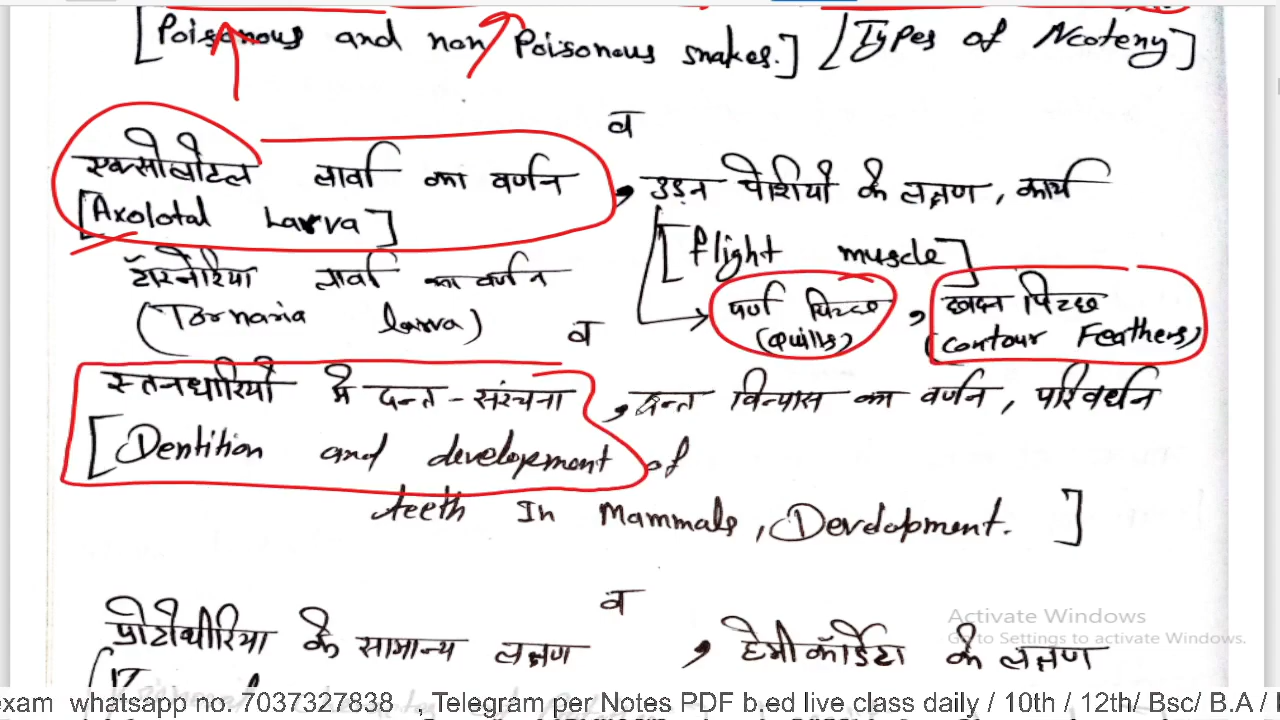 [Poisonous and non Poisonous snakes.] [Types of Neoteny]
व
एक्सोलोटल लार्वा का वर्णन , उड़न पेशियों के लक्षण, कार्य
[Axolotal Larva]
[flight muscle]
टॉरनेरिया लार्वा का वर्णन
(Tornaria larva)
पर्ण पिच्छ , छादन पिच्छ
(Quills) (contour Feathers)
व
स्तनधारियों मे दन्त - संरचना , दन्त विन्यास का वर्णन, परिवर्धन
[Dentition and development of
teeth In Mammals, Development.]
व
प्रोटोथीरिया के सामान्य लक्षण , हेमीकॉर्डेटा के लक्षण
Activate Windows
Go to Settings to activate Windows.
exam whatsapp no. 7037327838 , Telegram per Notes PDF b.ed live class daily / 10th / 12th/ Bsc/ B.A /